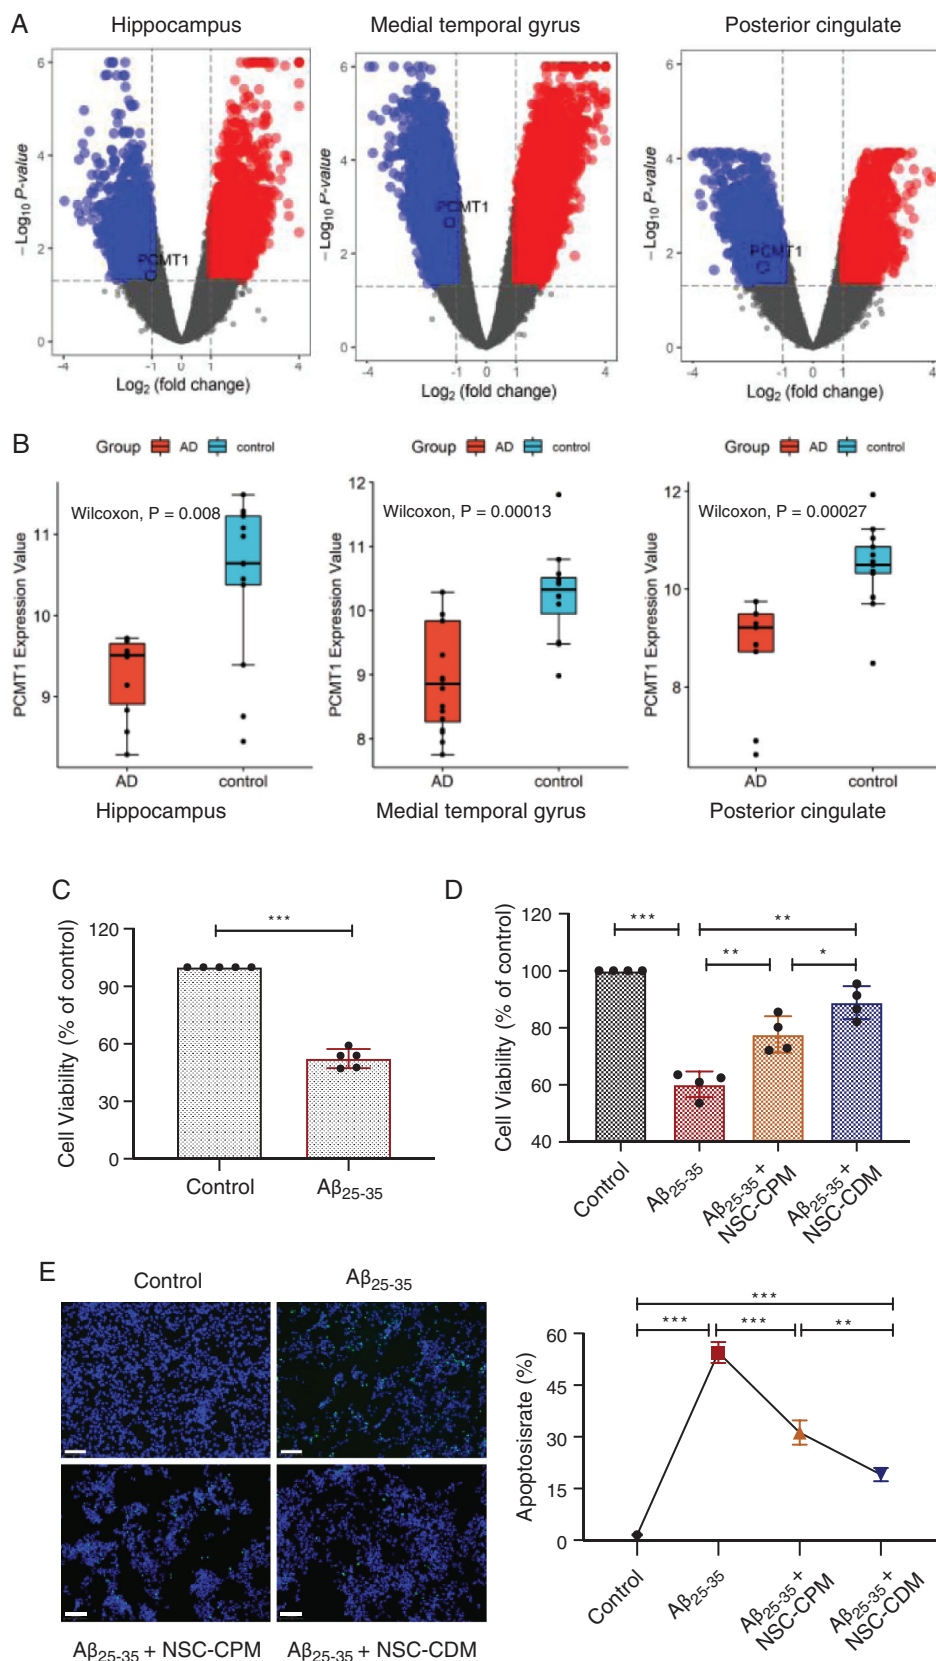 A
Hippocampus
Medial temporal gyrus
Posterior cingulate
6
4
2
0
-4
-1
0
1
4
− Log10 P-value
PCMT1
Log2 (fold change)
6
4
2
0
-4
-1
0
1
4
− Log10 P-value
PCMT1
Log2 (fold change)
6
4
2
0
-4
-1
0
1
4
− Log10 P-value
PCMT1
Log2 (fold change)
B
Group AD control
Group AD control
Group AD control
Wilcoxon, P = 0.008
PCMT1 Expression Value
11
10
9
AD
control
Hippocampus
Wilcoxon, P = 0.00013
PCMT1 Expression Value
12
11
10
9
8
AD
control
Medial temporal gyrus
Wilcoxon, P = 0.00027
PCMT1 Expression Value
12
10
8
AD
control
Posterior cingulate
C
***
Cell Viability (% of control)
120
90
60
30
0
Control
Aβ25-35
D
***
**
**
*
Cell Viability (% of control)
120
100
80
60
40
Control
Aβ25-35
Aβ25-35 +
NSC-CPM
Aβ25-35 +
NSC-CDM
E
Control
Aβ25-35
Aβ25-35 + NSC-CPM
Aβ25-35 + NSC-CDM
***
***
***
**
Apoptosisrate (%)
60
45
30
15
0
Control
Aβ25-35
Aβ25-35 +
NSC-CPM
Aβ25-35 +
NSC-CDM